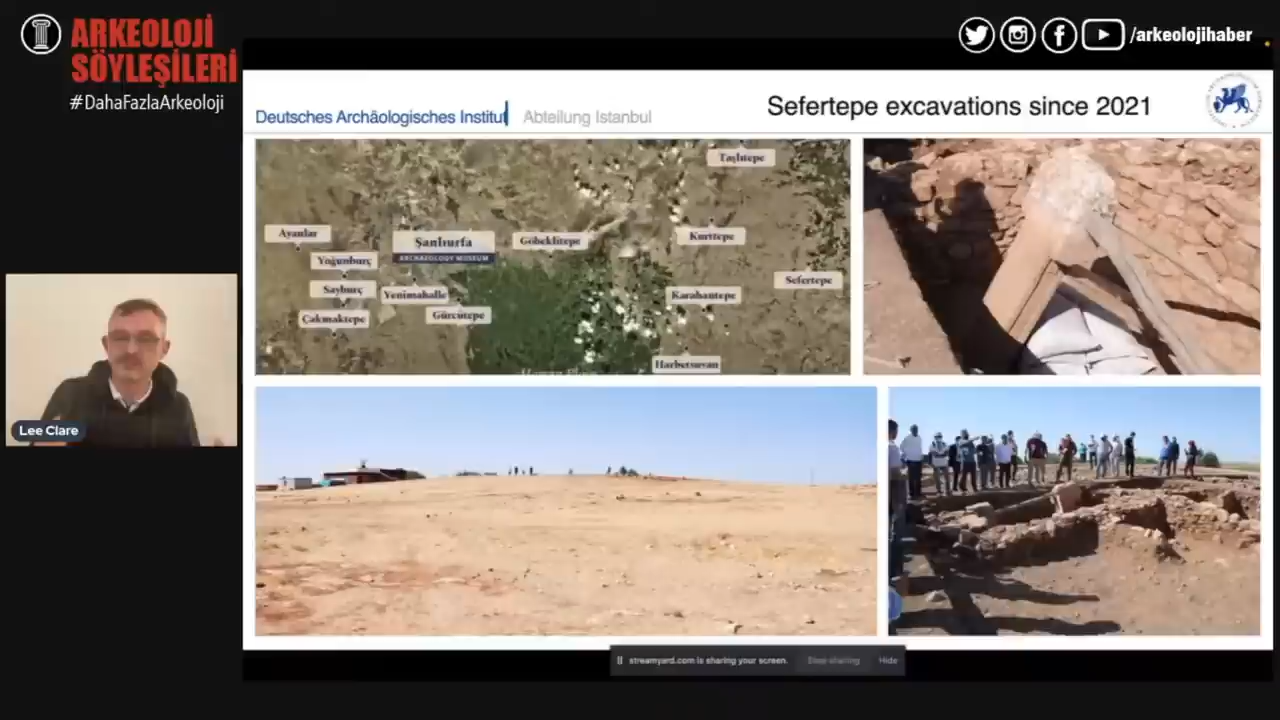 ARKEOLOJİ
SÖYLEŞİLERİ
#DahaFazlaArkeoloji
/arkeolojihaber
Deutsches Archäologisches Institut Abteilung Istanbul
Sefertepe excavations since 2021
Taşlıtepe
Ayanlar
Şanlıurfa
ARCHAEOLOGY MUSEUM
Göbeklitepe
Kurttepe
Yoğunburç
Sefertepe
Sayburç
Yenimahalle
Karahantepe
Çakmaktepe
Gürcütepe
Harbetsuvan
Lee Clare
streamyard.com is sharing your screen.
Stop sharing
Hide